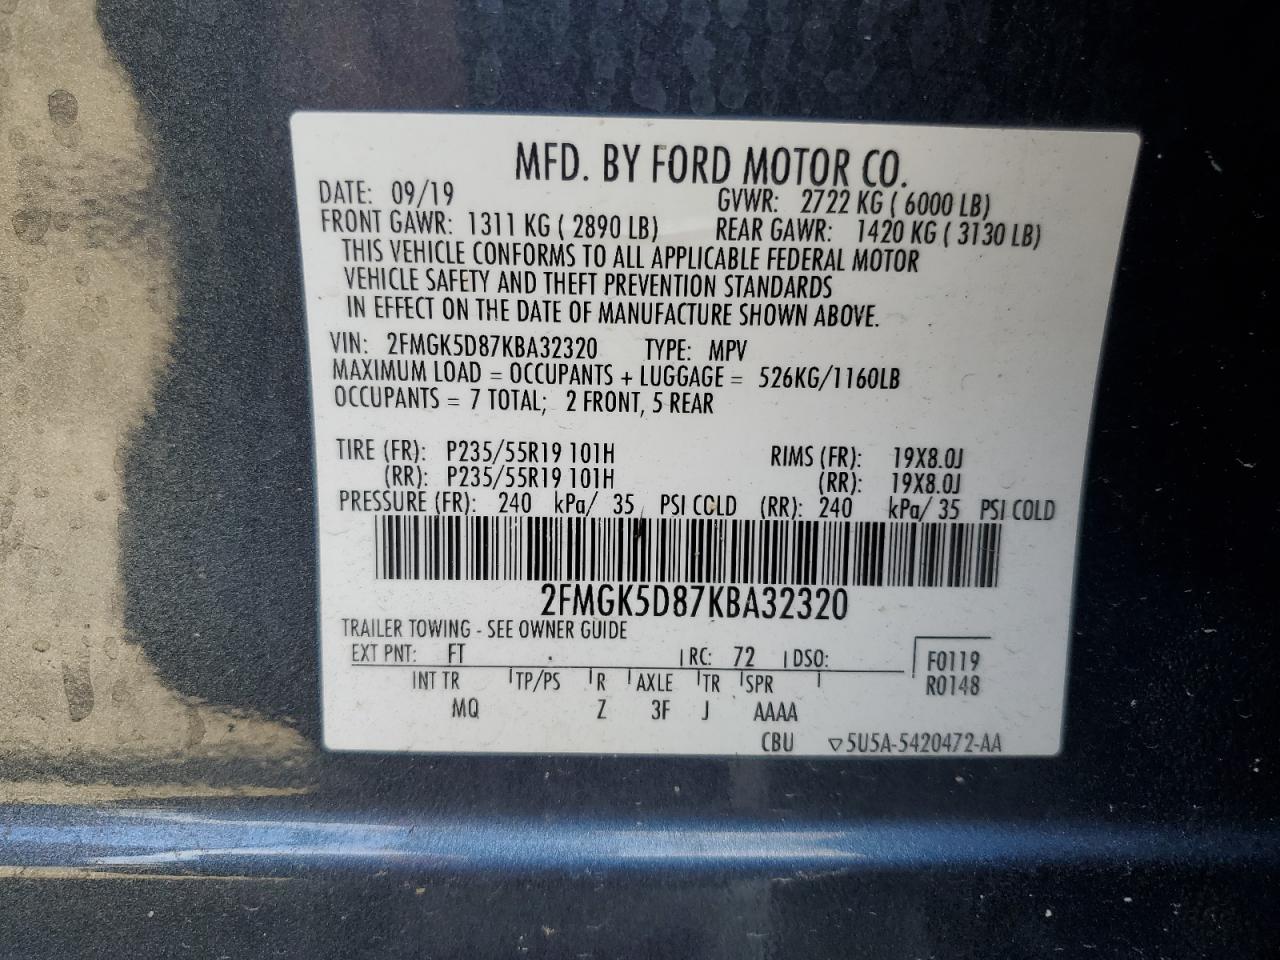 MFD. BY FORD MOTOR CO.
DATE: 09/19 GVWR: 2722 KG ( 6000 LB)
FRONT GAWR: 1311 KG ( 2890 LB) REAR GAWR: 1420 KG ( 3130 LB)
THIS VEHICLE CONFORMS TO ALL APPLICABLE FEDERAL MOTOR
VEHICLE SAFETY AND THEFT PREVENTION STANDARDS
IN EFFECT ON THE DATE OF MANUFACTURE SHOWN ABOVE.
VIN: 2FMGK5D87KBA32320 TYPE: MPV
MAXIMUM LOAD = OCCUPANTS + LUGGAGE = 526KG/1160LB
OCCUPANTS = 7 TOTAL; 2 FRONT, 5 REAR
TIRE (FR): P235/55R19 101H RIMS (FR): 19X8.0J
(RR): P235/55R19 101H (RR): 19X8.0J
PRESSURE (FR): 240 kPa/ 35 PSI COLD (RR): 240 kPa/ 35 PSI COLD
2FMGK5D87KBA32320
TRAILER TOWING - SEE OWNER GUIDE
EXT PNT: FT RC: 72 DSO: F0119
INT TR TP/PS R AXLE TR SPR R0148
MQ Z 3F J AAAA
CBU ▽5U5A-5420472-AA